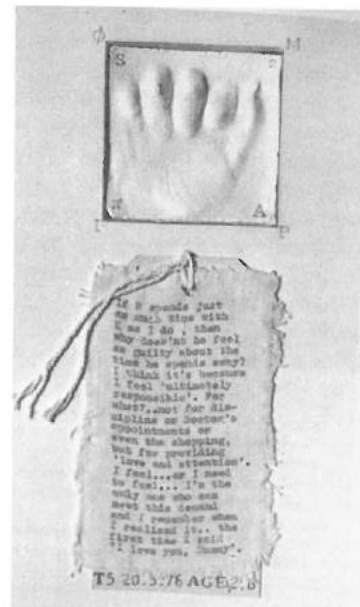 Ø M
S s
π A
I P
If R spends just
as much time with
K as I do, then
why does'nt he feel
as guilty about the
time he spends away?
I think it's because
I feel 'ultimately
responsible'. For
what?..not for dis-
cipline or Doctor's
appointments or
even the shopping,
but for providing
'love and attention'.
I feel...or I need
to feel... I'm the
only one who can
meet this demand
and I remember when
I realized it.. the
first time I said
"I love you, Mummy".
T5 20.5.76 AGE 2.8